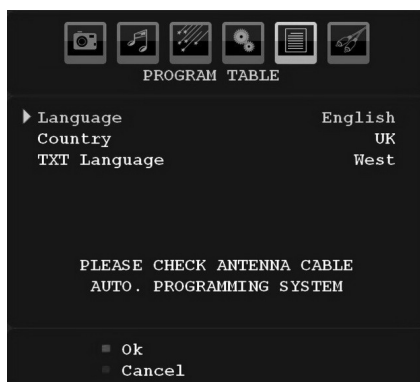 PROGRAM TABLE
Language English
Country UK
TXT Language West
PLEASE CHECK ANTENNA CABLE
AUTO. PROGRAMMING SYSTEM
Ok
Cancel